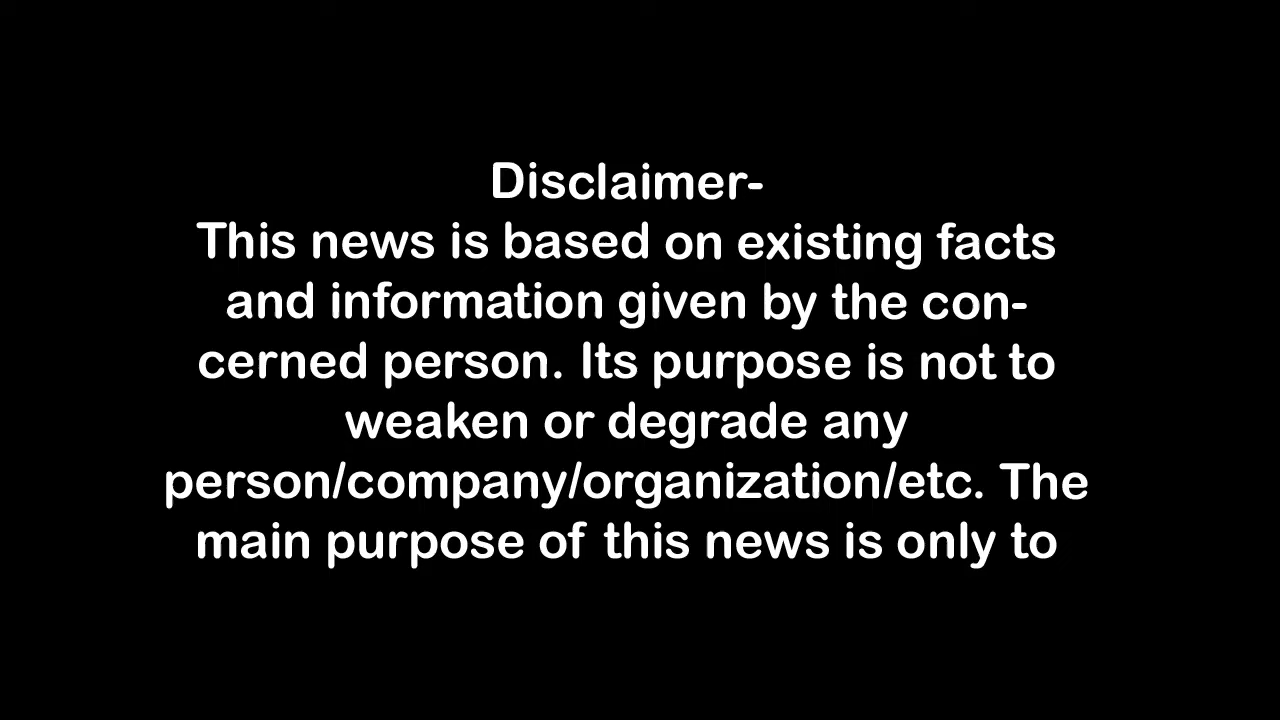 Disclaimer-
This news is based on existing facts
and information given by the con-
cerned person. Its purpose is not to
weaken or degrade any
person/company/organization/etc. The
main purpose of this news is only to